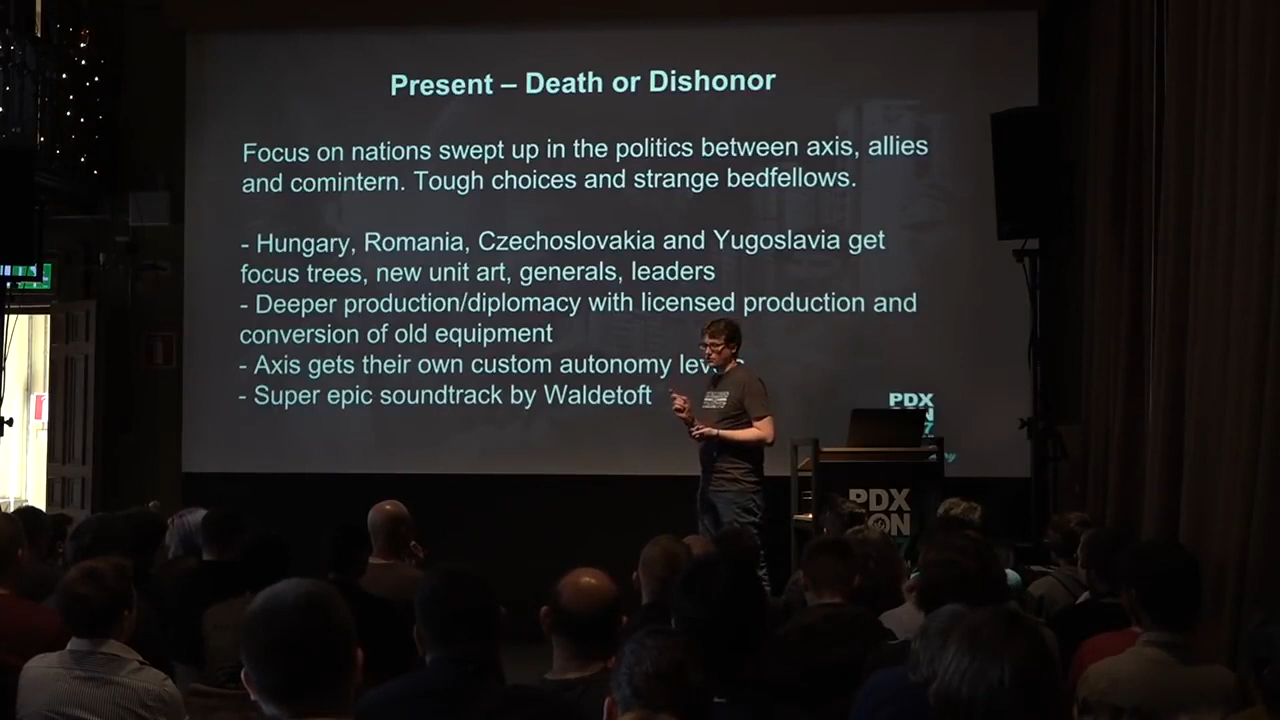 Present – Death or Dishonor
Focus on nations swept up in the politics between axis, allies
and comintern. Tough choices and strange bedfellows.
- Hungary, Romania, Czechoslovakia and Yugoslavia get
focus trees, new unit art, generals, leaders
- Deeper production/diplomacy with licensed production and
conversion of old equipment
- Axis gets their own custom autonomy
- Super epic soundtrack by Waldetoft
PDX
PDX
CON